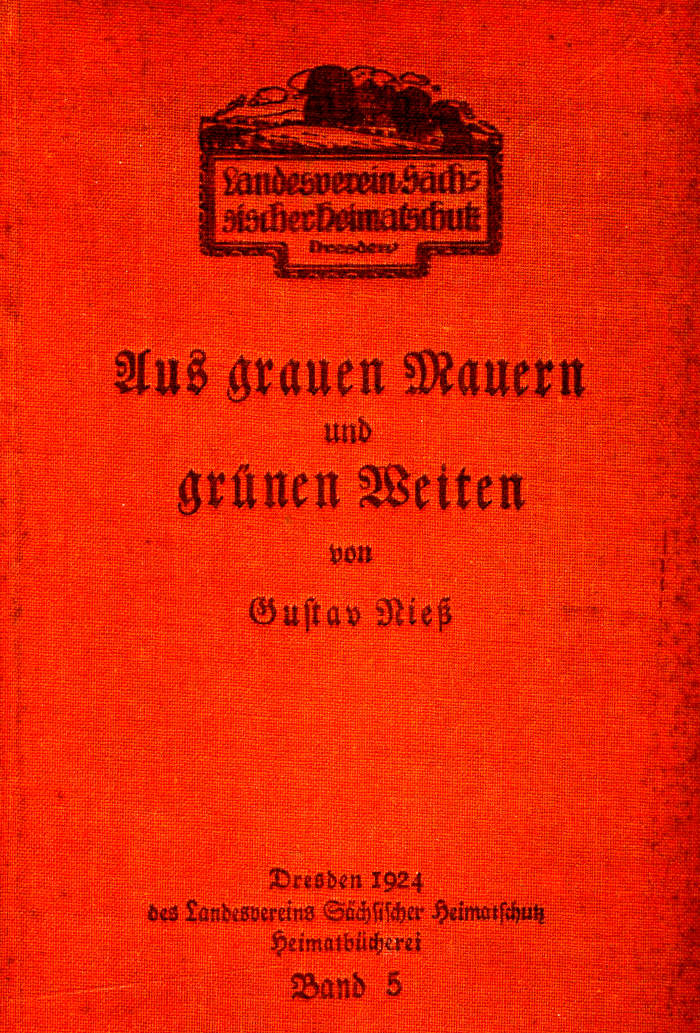 Landesverein Säch=
sischer Heimatschutz
Dresden
Aus grauen Mauern
und
grünen Weiten
von
Gustav Rieß
Dresden 1924
des Landesvereins Sächsischer Heimatschutz
Heimatbücherei
Band 5